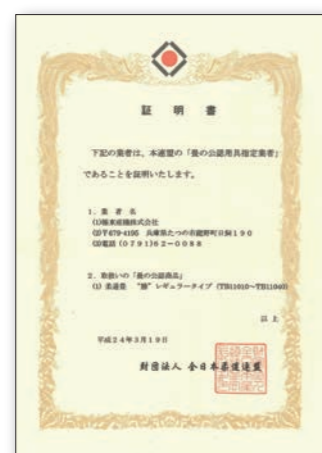 証明書
下記の業者は、本連盟の「畳の公認用具指定業者」
であることを証明いたします。
1. 業者名
(1)極東産機株式会社
(2)〒679-4195 兵庫県たつの市龍野町日飼190
(3)電話 (0791)62-0088
2. 取扱いの「畳の公認商品」
(1) 柔道畳 “勝” レギュラータイプ (TB11010~TB11040)
以上
平成24年3月19日
財団法人 全日本柔道連盟